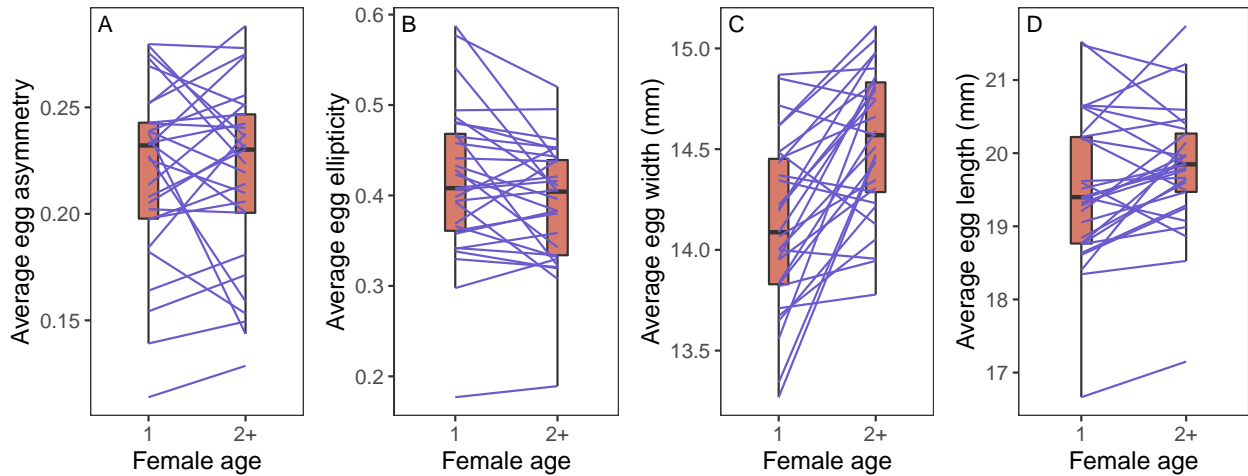 A
Average egg asymmetry
0.25
0.20
0.15
1
2+
Female age
B
Average egg ellipticity
0.6
0.5
0.4
0.3
0.2
1
2+
Female age
C
Average egg width (mm)
15.0
14.5
14.0
13.5
1
2+
Female age
D
Average egg length (mm)
21
20
19
18
17
1
2+
Female age